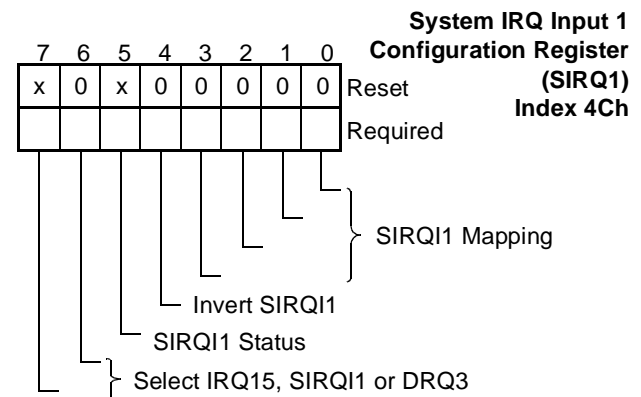 System IRQ Input 1
Configuration Register
(SIRQ1)
Index 4Ch
7 6 5 4 3 2 1 0
x 0 x 0 0 0 0 0 Reset
Required
SIRQI1 Mapping
Invert SIRQI1
SIRQI1 Status
Select IRQ15, SIRQI1 or DRQ3